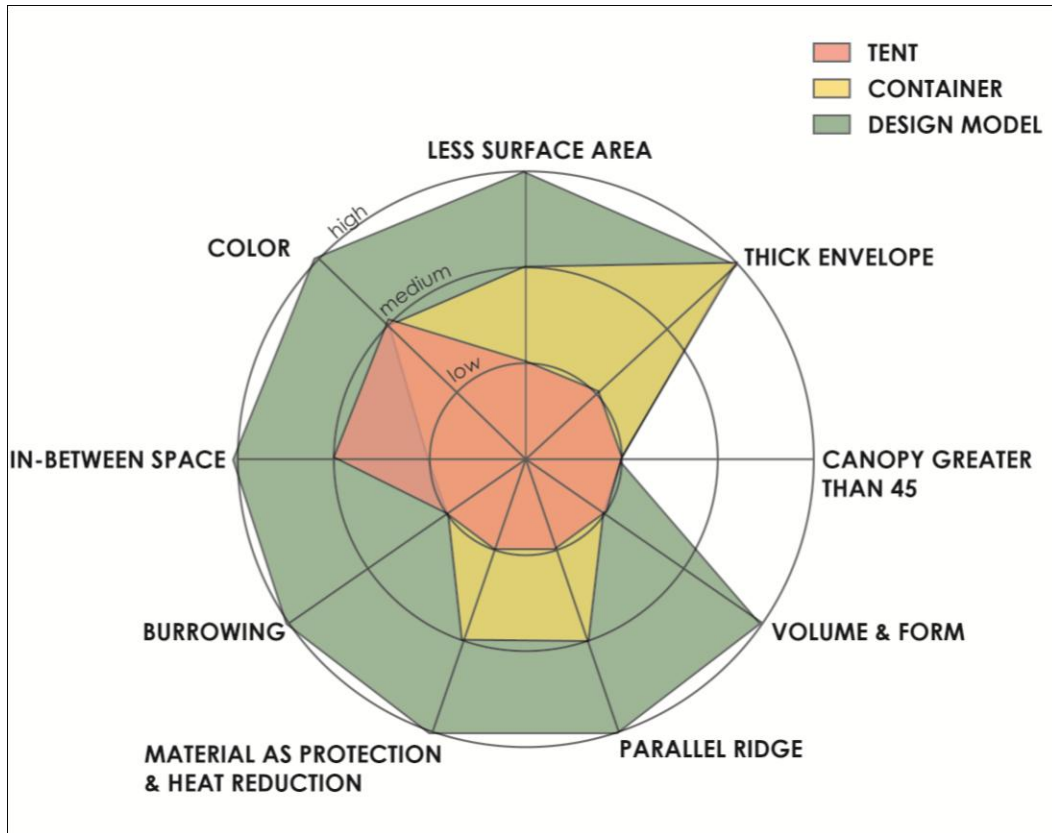 TENT
CONTAINER
DESIGN MODEL
LESS SURFACE AREA
high
COLOR
THICK ENVELOPE
medium
low
IN-BETWEEN SPACE
CANOPY GREATER
THAN 45
BURROWING
VOLUME & FORM
MATERIAL AS PROTECTION
& HEAT REDUCTION
PARALLEL RIDGE